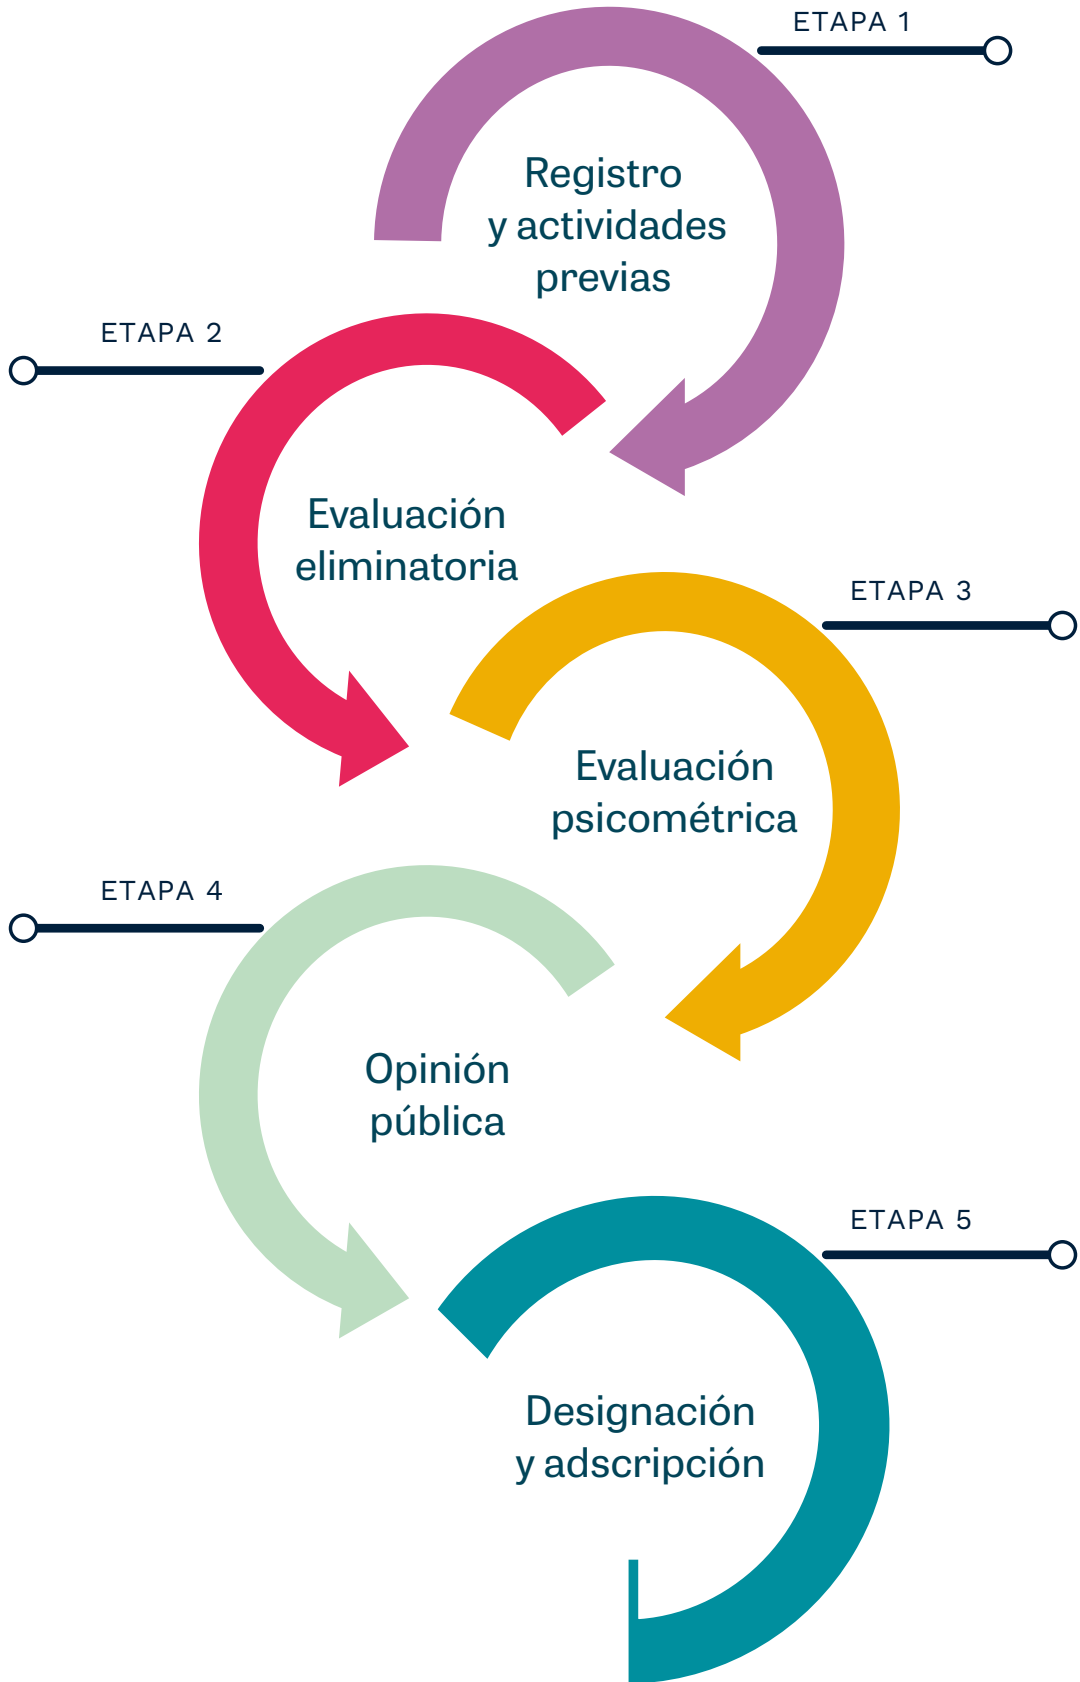 ETAPA 1
Registro
y actividades
previas
ETAPA 2
Evaluación
eliminatoria
ETAPA 3
Evaluación
psicométrica
ETAPA 4
Opinión
pública
ETAPA 5
Designación
y adscripción